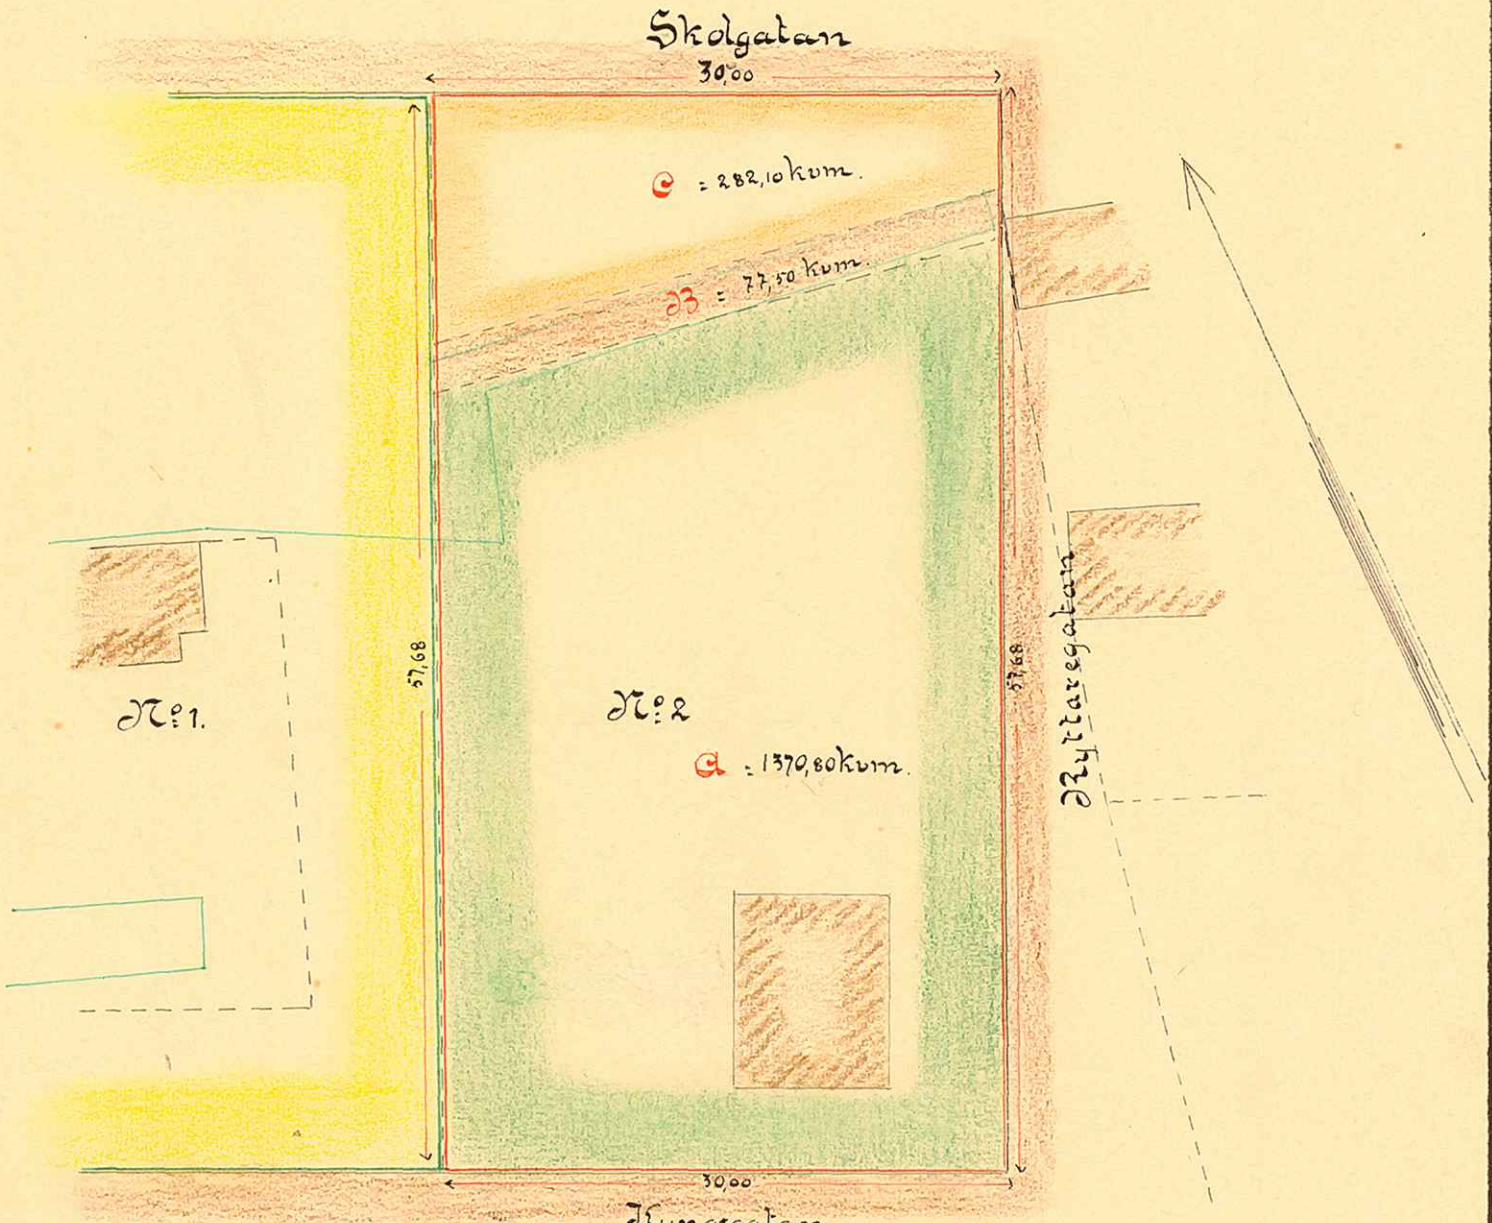 Skolgatan
30,00
C = 282,10 kvm.
B = 77,50 kvm.
57,68
57,68
Ryttaregatan
No: 1.
No: 2
a = 1370,80 kvm.
30,00
Kungsgatan